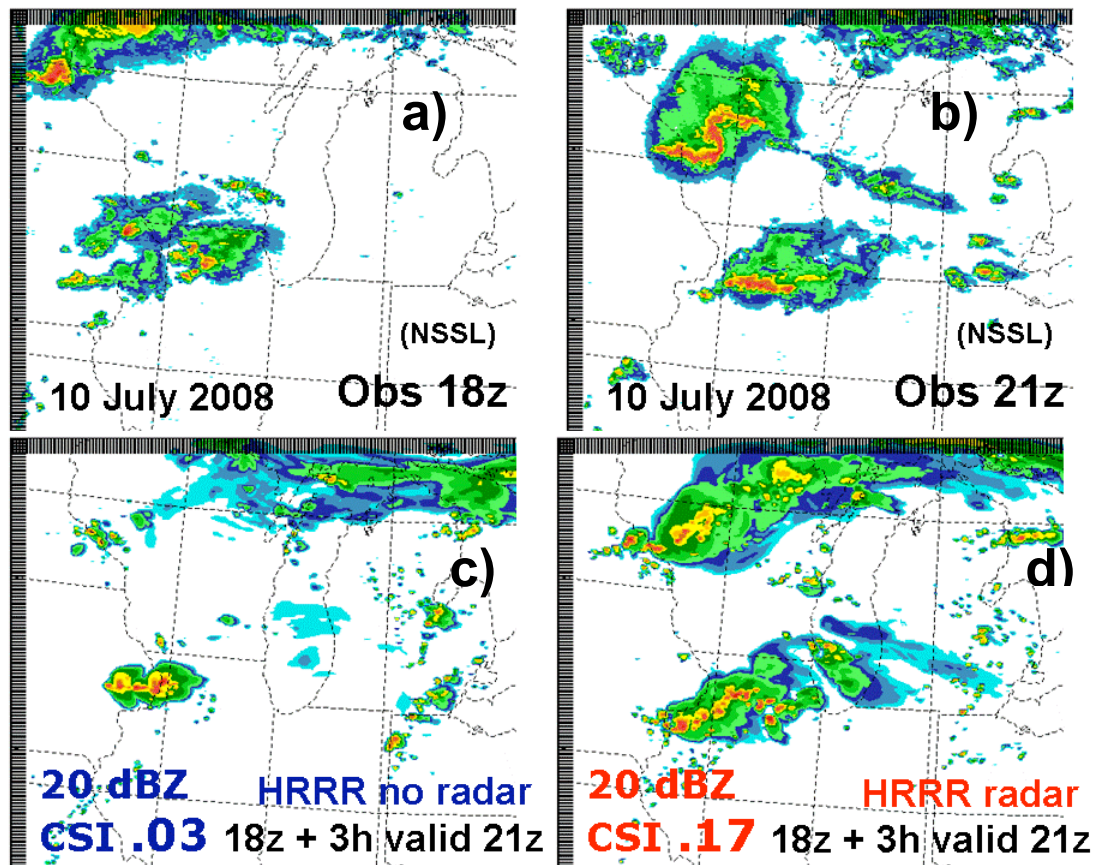 a)
(NSSL)
10 July 2008 Obs 18z
b)
(NSSL)
10 July 2008 Obs 21z
c)
20 dBZ HRRR no radar
CSI .03 18z + 3h valid 21z
d)
20 dBZ HRRR radar
CSI .17 18z + 3h valid 21z